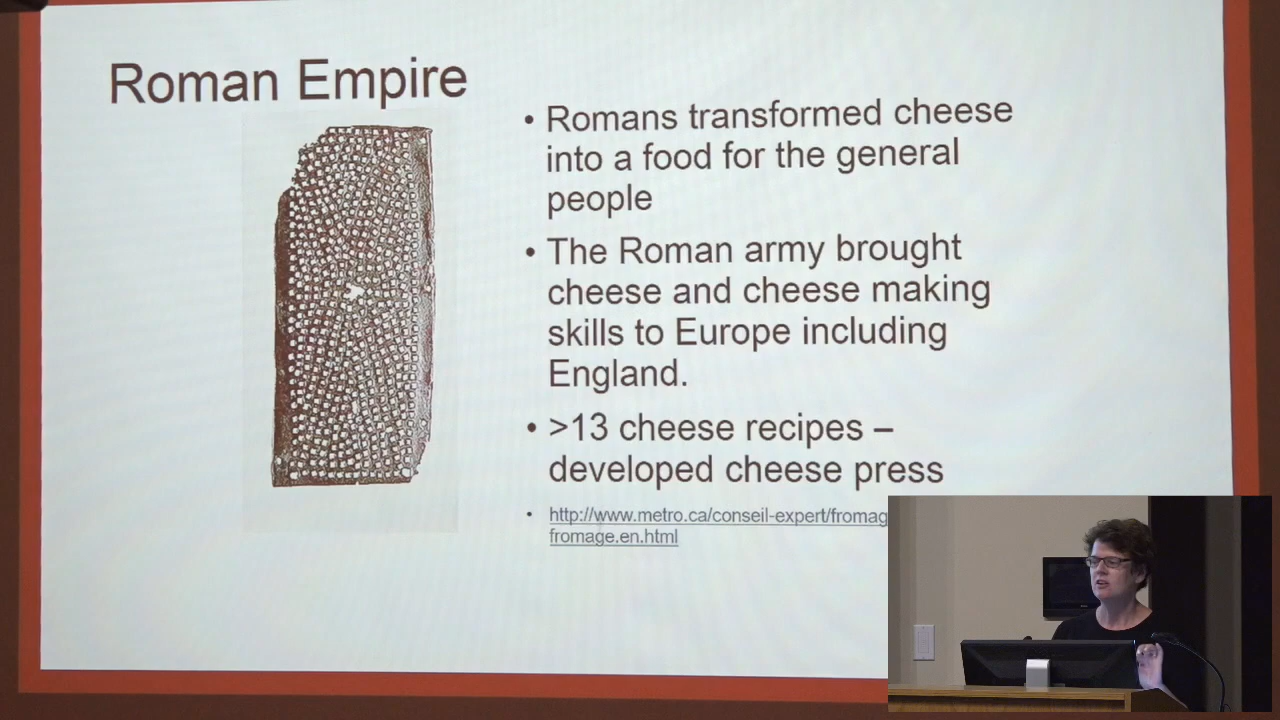 Roman Empire
• Romans transformed cheese
into a food for the general
people
• The Roman army brought
cheese and cheese making
skills to Europe including
England.
• >13 cheese recipes –
developed cheese press
• http://www.metro.ca/conseil-expert/fromag
fromage.en.html